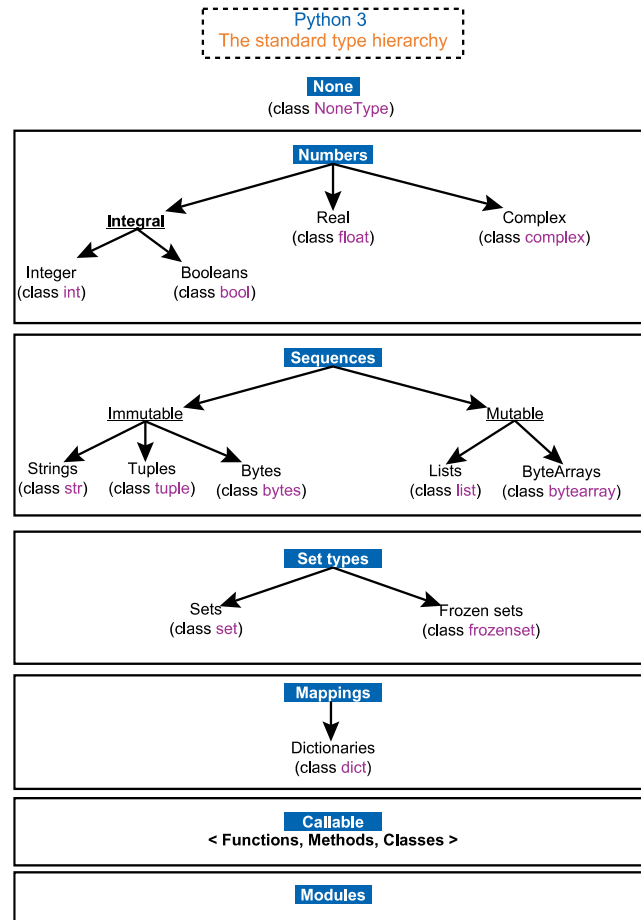 Python 3
The standard type hierarchy
None
(class NoneType)
Numbers
Integral
Real
(class float)
Complex
(class complex)
Integer
(class int)
Booleans
(class bool)
Sequences
Immutable
Mutable
Strings
(class str)
Tuples
(class tuple)
Bytes
(class bytes)
Lists
(class list)
ByteArrays
(class bytearray)
Set types
Sets
(class set)
Frozen sets
(class frozenset)
Mappings
Dictionaries
(class dict)
Callable
< Functions, Methods, Classes >
Modules